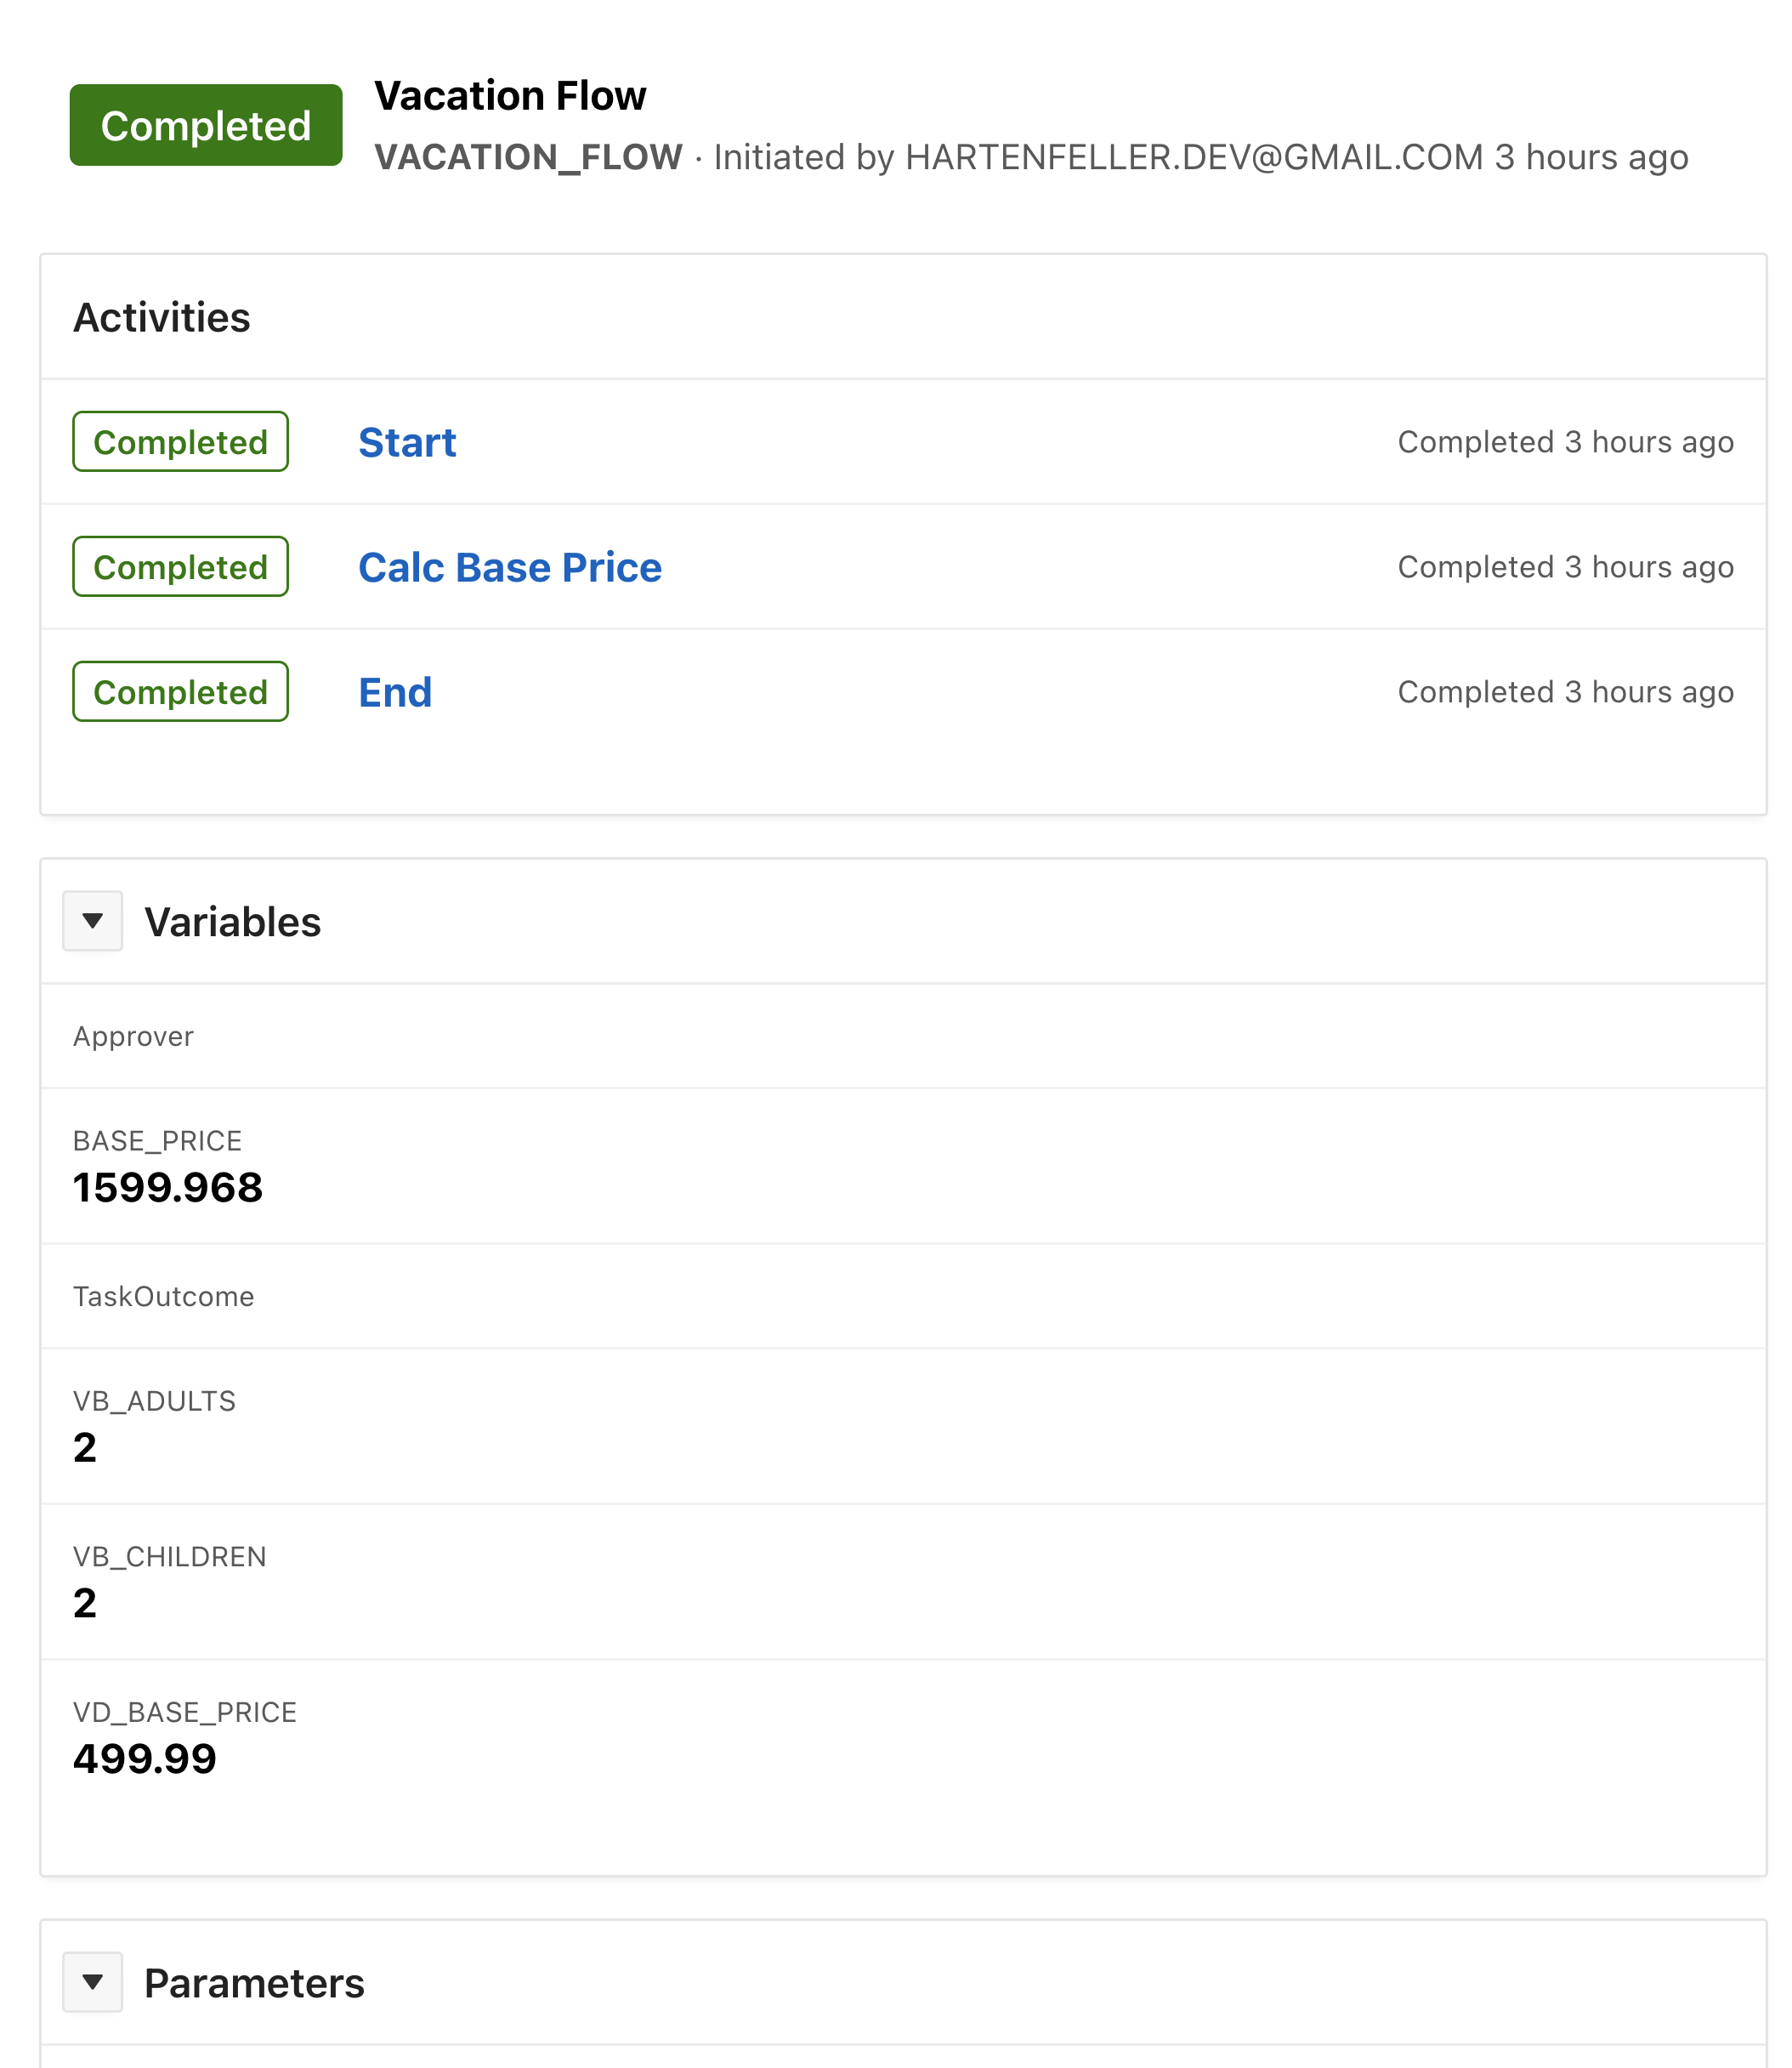 Completed
Vacation Flow
VACATION_FLOW · Initiated by HARTENFELLER.DEV@GMAIL.COM 3 hours ago
Activities
Completed Start Completed 3 hours ago
Completed Calc Base Price Completed 3 hours ago
Completed End Completed 3 hours ago
Variables
Approver
BASE_PRICE
1599.968
TaskOutcome
VB_ADULTS
2
VB_CHILDREN
2
VD_BASE_PRICE
499.99
Parameters